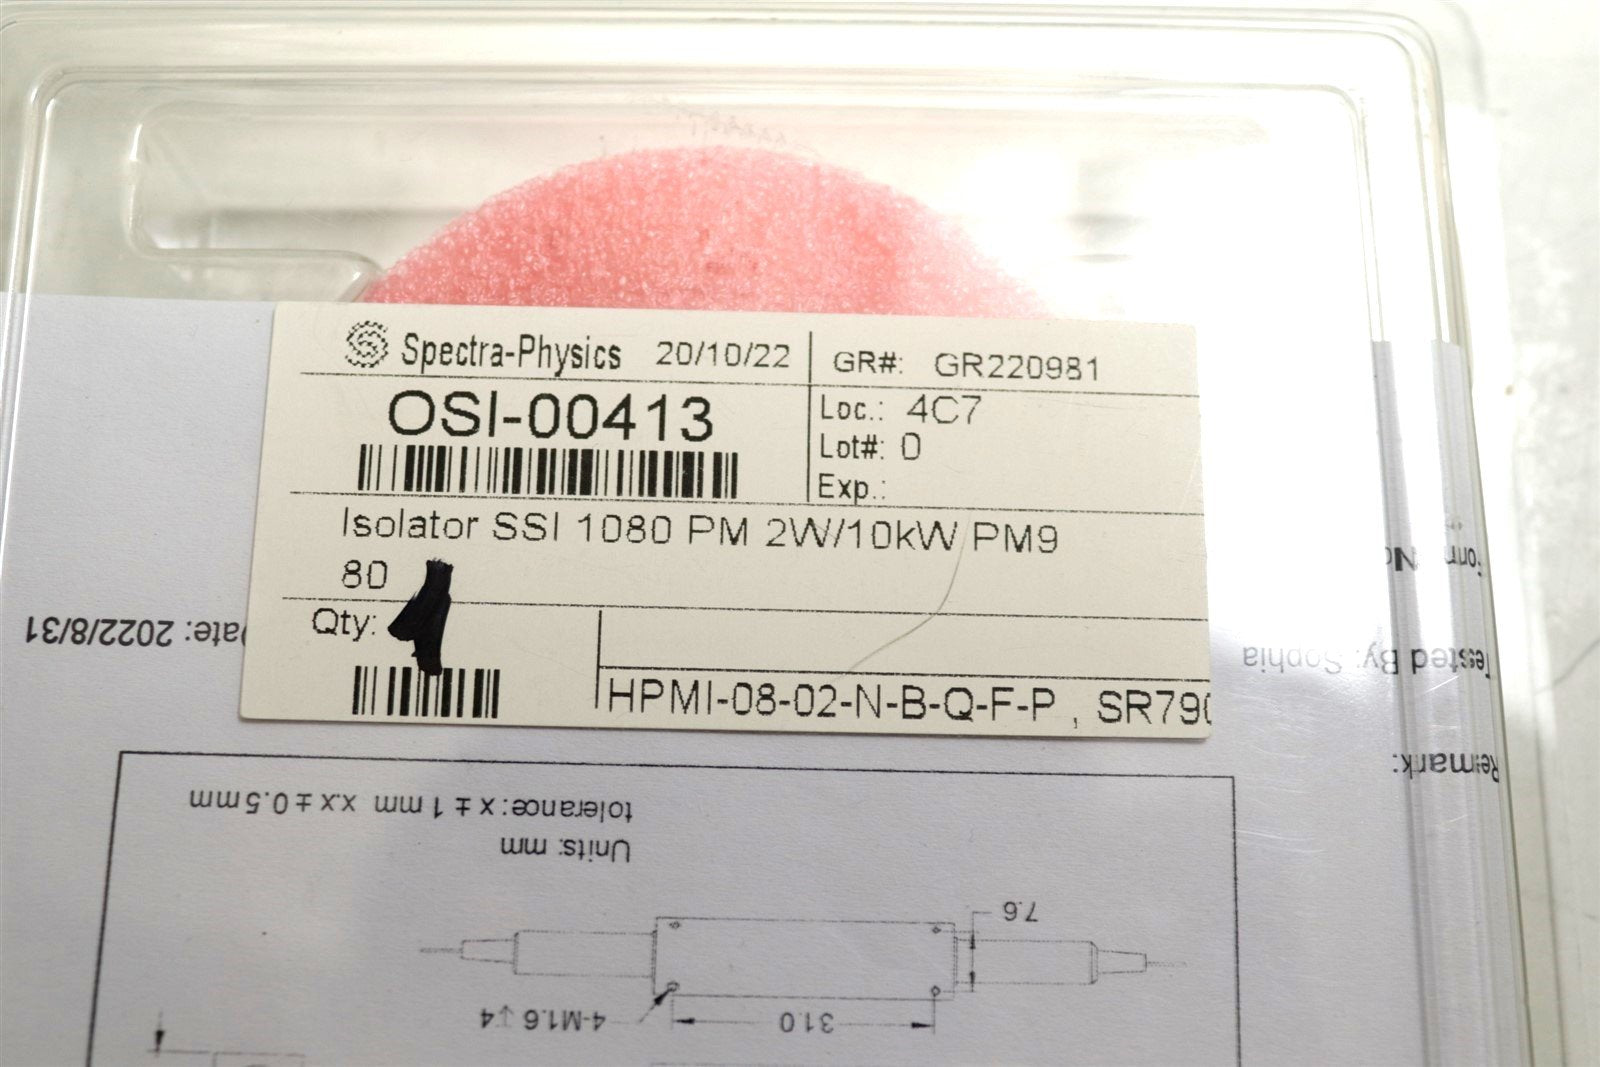 Spectra-Physics 20/10/22
GR#: GR220981
OSI-00413
Loc.: 4C7
Lot#: 0
Exp.:
Isolator SSI 1080 PM 2W/10kW PM9
80
Qty: 1
HPMI-08-02-N-B-Q-F-P , SR790
Date: 2022/8/31
Tested By: Sophia
Remark:
tolerance: x ± 1 mm x.x ± 0.5 mm
Units: mm
7.6
4-M1.6 ↧ 4
31.0